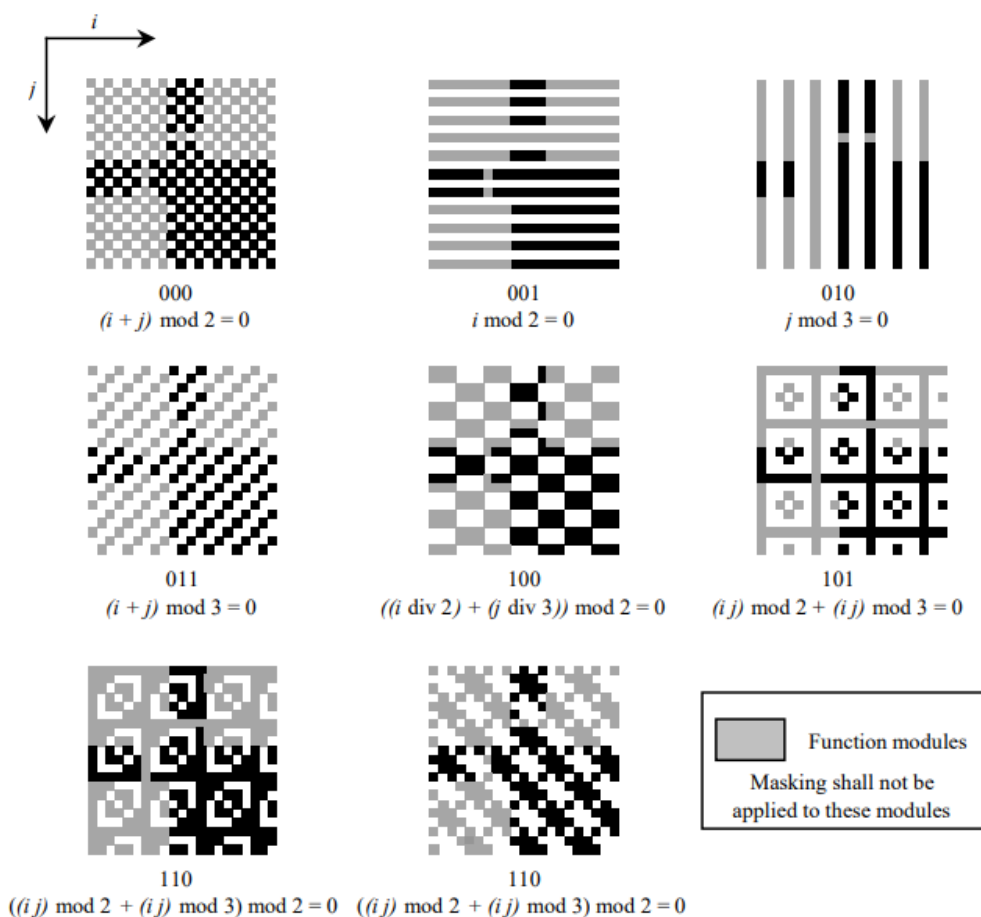 i
j
000
(i + j) mod 2 = 0
001
i mod 2 = 0
010
j mod 3 = 0
011
(i + j) mod 3 = 0
100
((i div 2) + (j div 3)) mod 2 = 0
101
(i j) mod 2 + (i j) mod 3 = 0
110
((i j) mod 2 + (i j) mod 3) mod 2 = 0
110
((i j) mod 2 + (i j) mod 3) mod 2 = 0
Function modules
Masking shall not be
applied to these modules